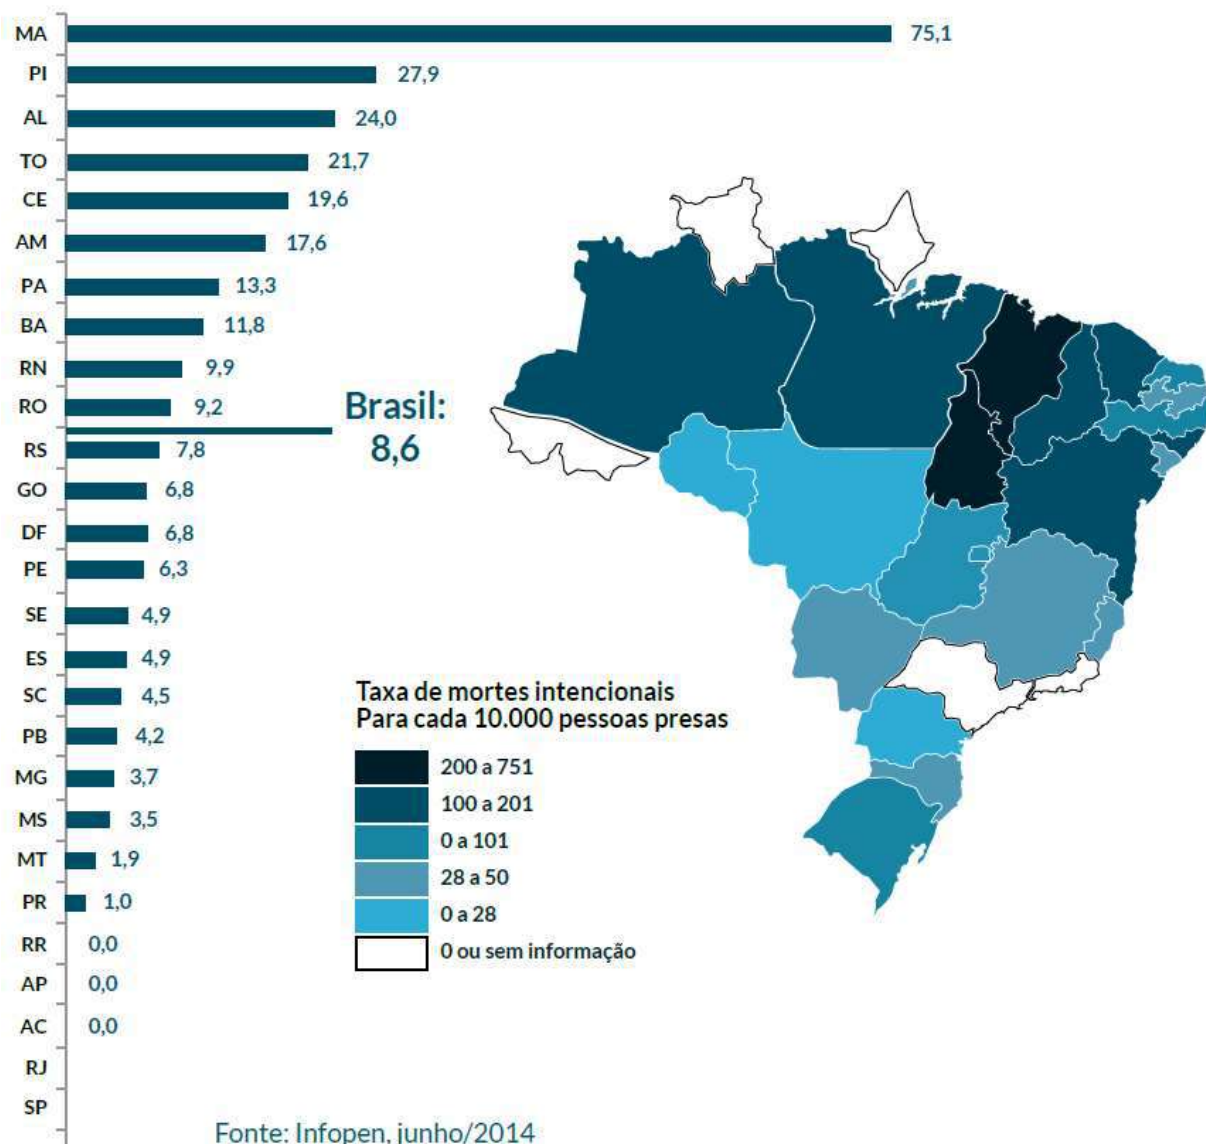 MA 75,1
PI 27,9
AL 24,0
TO 21,7
CE 19,6
AM 17,6
PA 13,3
BA 11,8
RN 9,9
RO 9,2
Brasil:
8,6
RS 7,8
GO 6,8
DF 6,8
PE 6,3
SE 4,9
ES 4,9
SC 4,5
PB 4,2
MG 3,7
MS 3,5
MT 1,9
PR 1,0
RR 0,0
AP 0,0
AC 0,0
RJ
SP
Taxa de mortes intencionais
Para cada 10.000 pessoas presas
200 a 751
100 a 201
0 a 101
28 a 50
0 a 28
0 ou sem informação
Fonte: Infopen, junho/2014